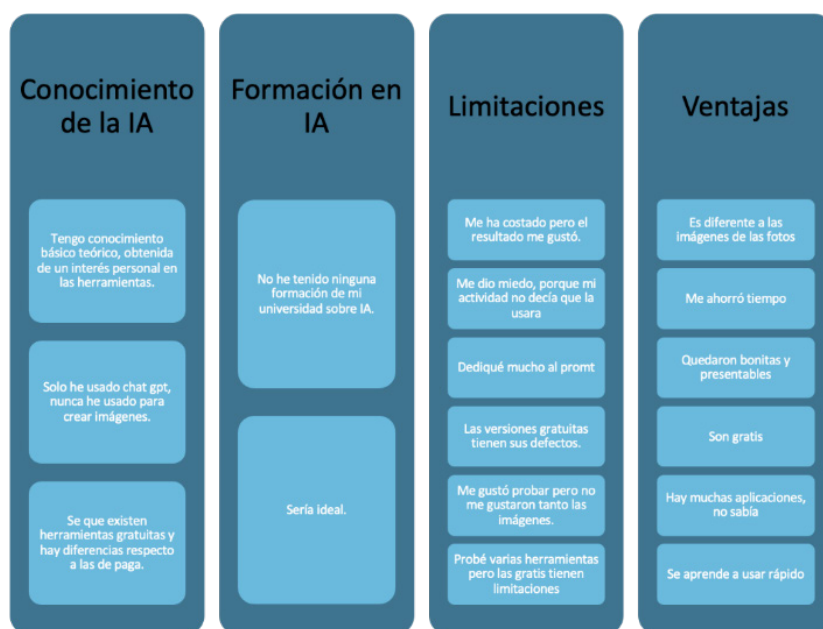 Conocimiento
de la IA
Tengo conocimiento
básico teórico, obtenida
de un interés personal en
las herramientas.
Solo he usado chat gpt,
nunca he usado para
crear imágenes.
Se que existen
herramientas gratuitas y
hay diferencias respecto
a las de paga.
Formación en
IA
No he tenido ninguna
formación de mi
universidad sobre IA.
Sería ideal.
Limitaciones
Me ha costado pero el
resultado me gustó.
Me dio miedo, porque mi
actividad no decía que la
usara
Dediqué mucho al promt
Las versiones gratuitas
tienen sus defectos.
Me gustó probar pero no
me gustaron tanto las
imágenes.
Probé varias herramientas
pero las gratis tienen
limitaciones
Ventajas
Es diferente a las
imágenes de las fotos
Me ahorró tiempo
Quedaron bonitas y
presentables
Son gratis
Hay muchas aplicaciones,
no sabía
Se aprende a usar rápido